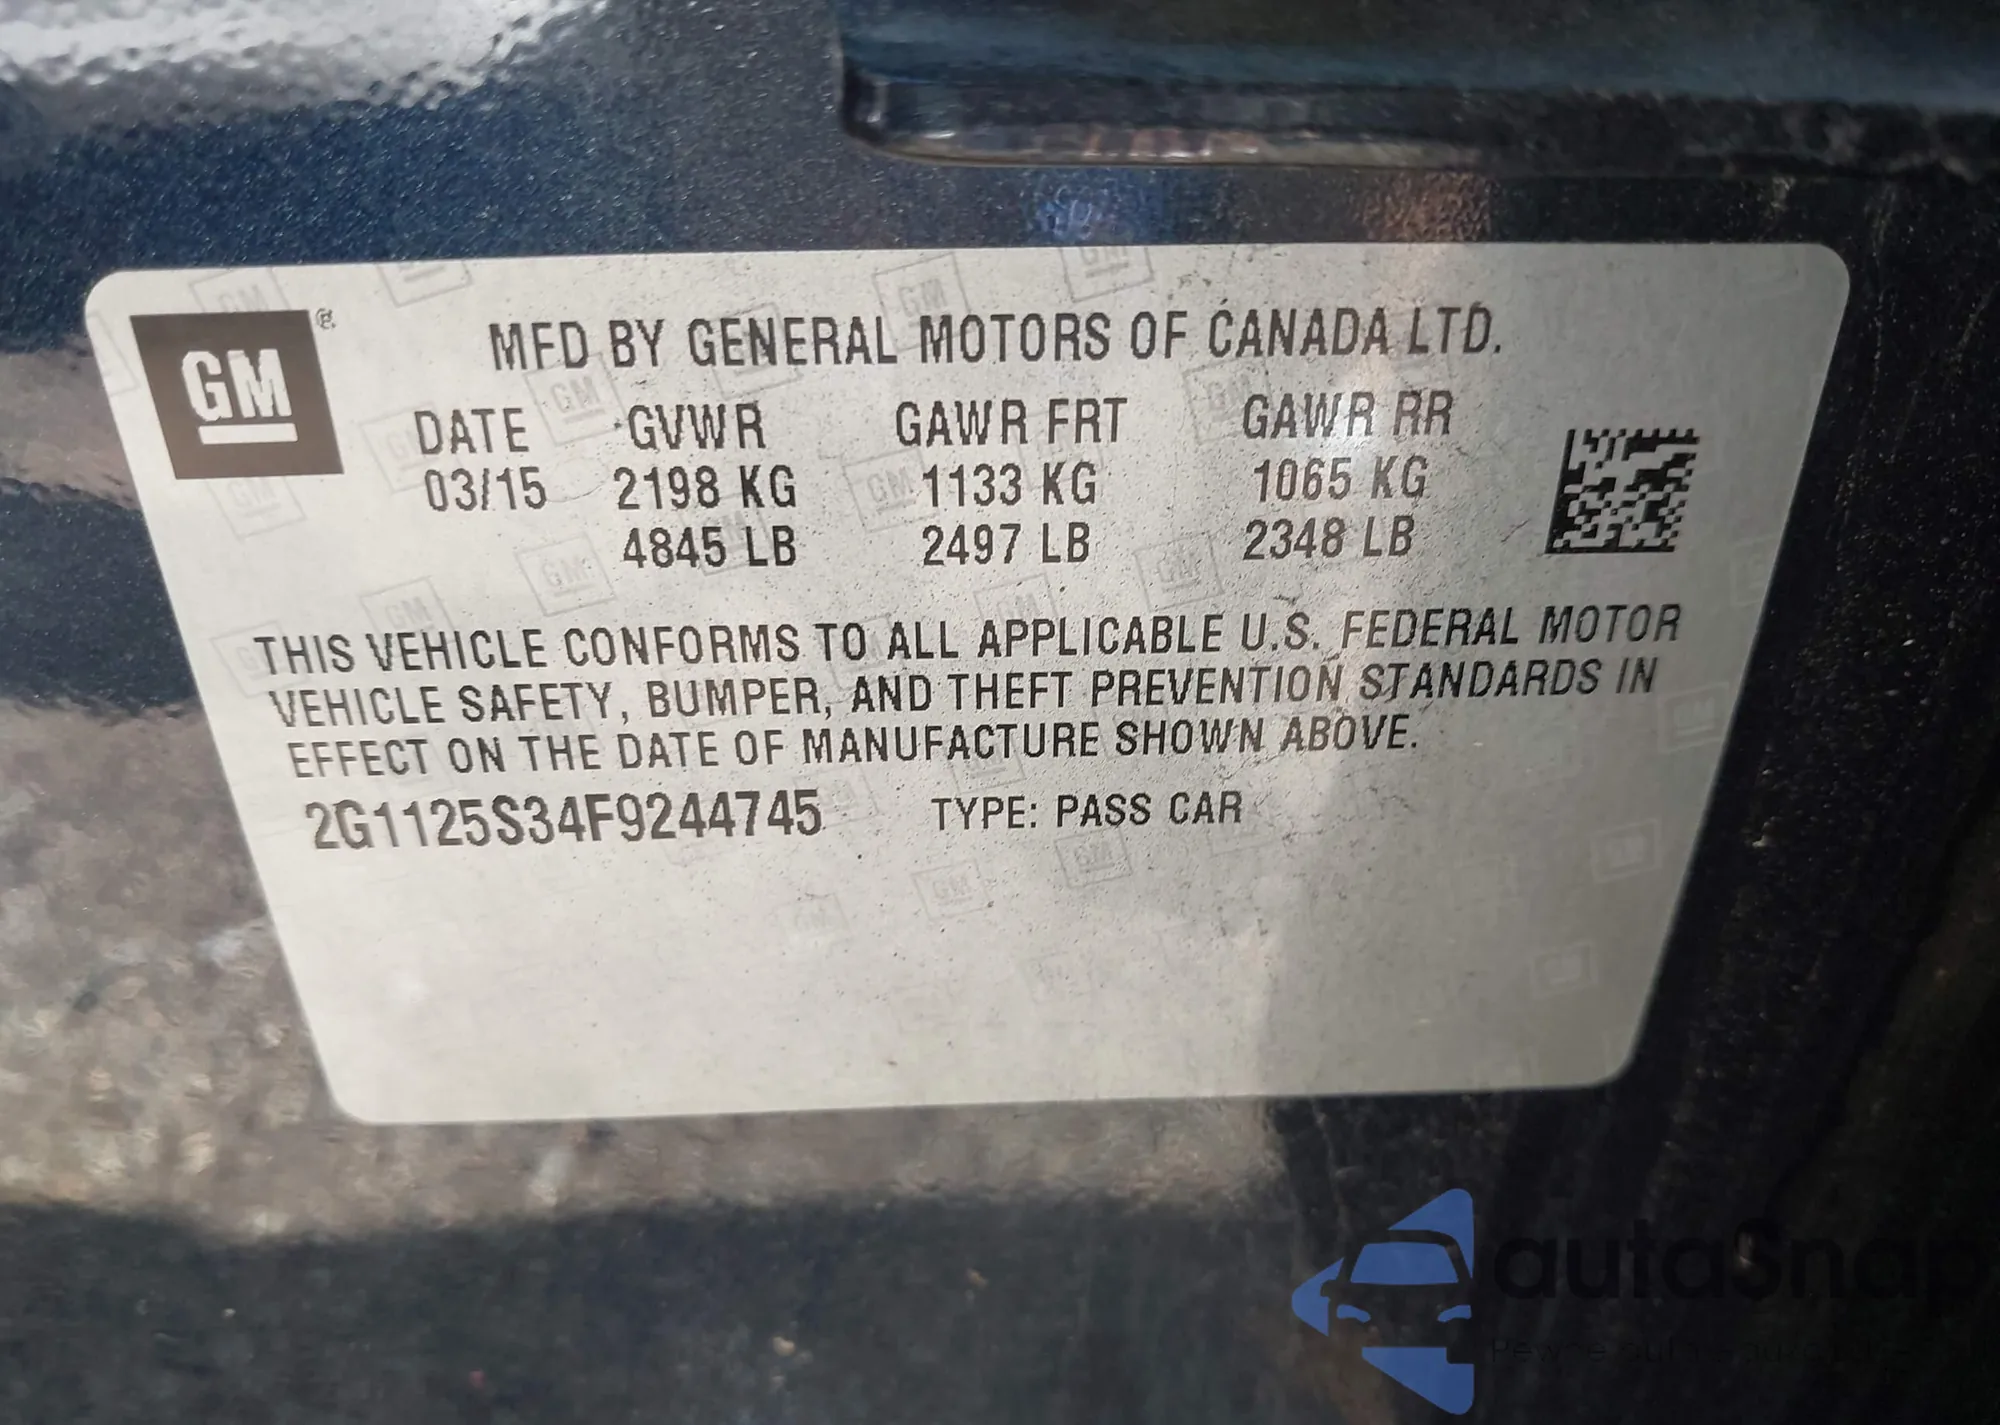 GM
MFD BY GENERAL MOTORS OF CANADA LTD.
DATE GVWR GAWR FRT GAWR RR
03/15 2198 KG 1133 KG 1065 KG
4845 LB 2497 LB 2348 LB
THIS VEHICLE CONFORMS TO ALL APPLICABLE U.S. FEDERAL MOTOR
VEHICLE SAFETY, BUMPER, AND THEFT PREVENTION STANDARDS IN
EFFECT ON THE DATE OF MANUFACTURE SHOWN ABOVE.
2G1125S34F9244745 TYPE: PASS CAR
autaSnap